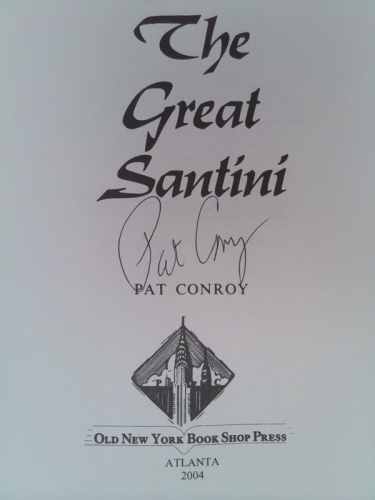 The
Great
Santini
Pat Conroy
PAT CONROY
OLD NEW YORK BOOK SHOP PRESS
ATLANTA
2004